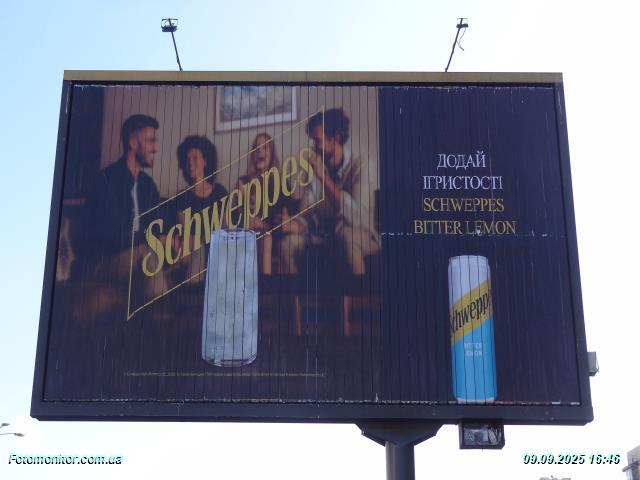 Schweppes
ДОДАЙ
ІГРИСТОСТІ
SCHWEPPES
BITTER LEMON
Schweppes
BITTER
LEMON
Fotomonitor.com.ua
09.09.2025 16:46